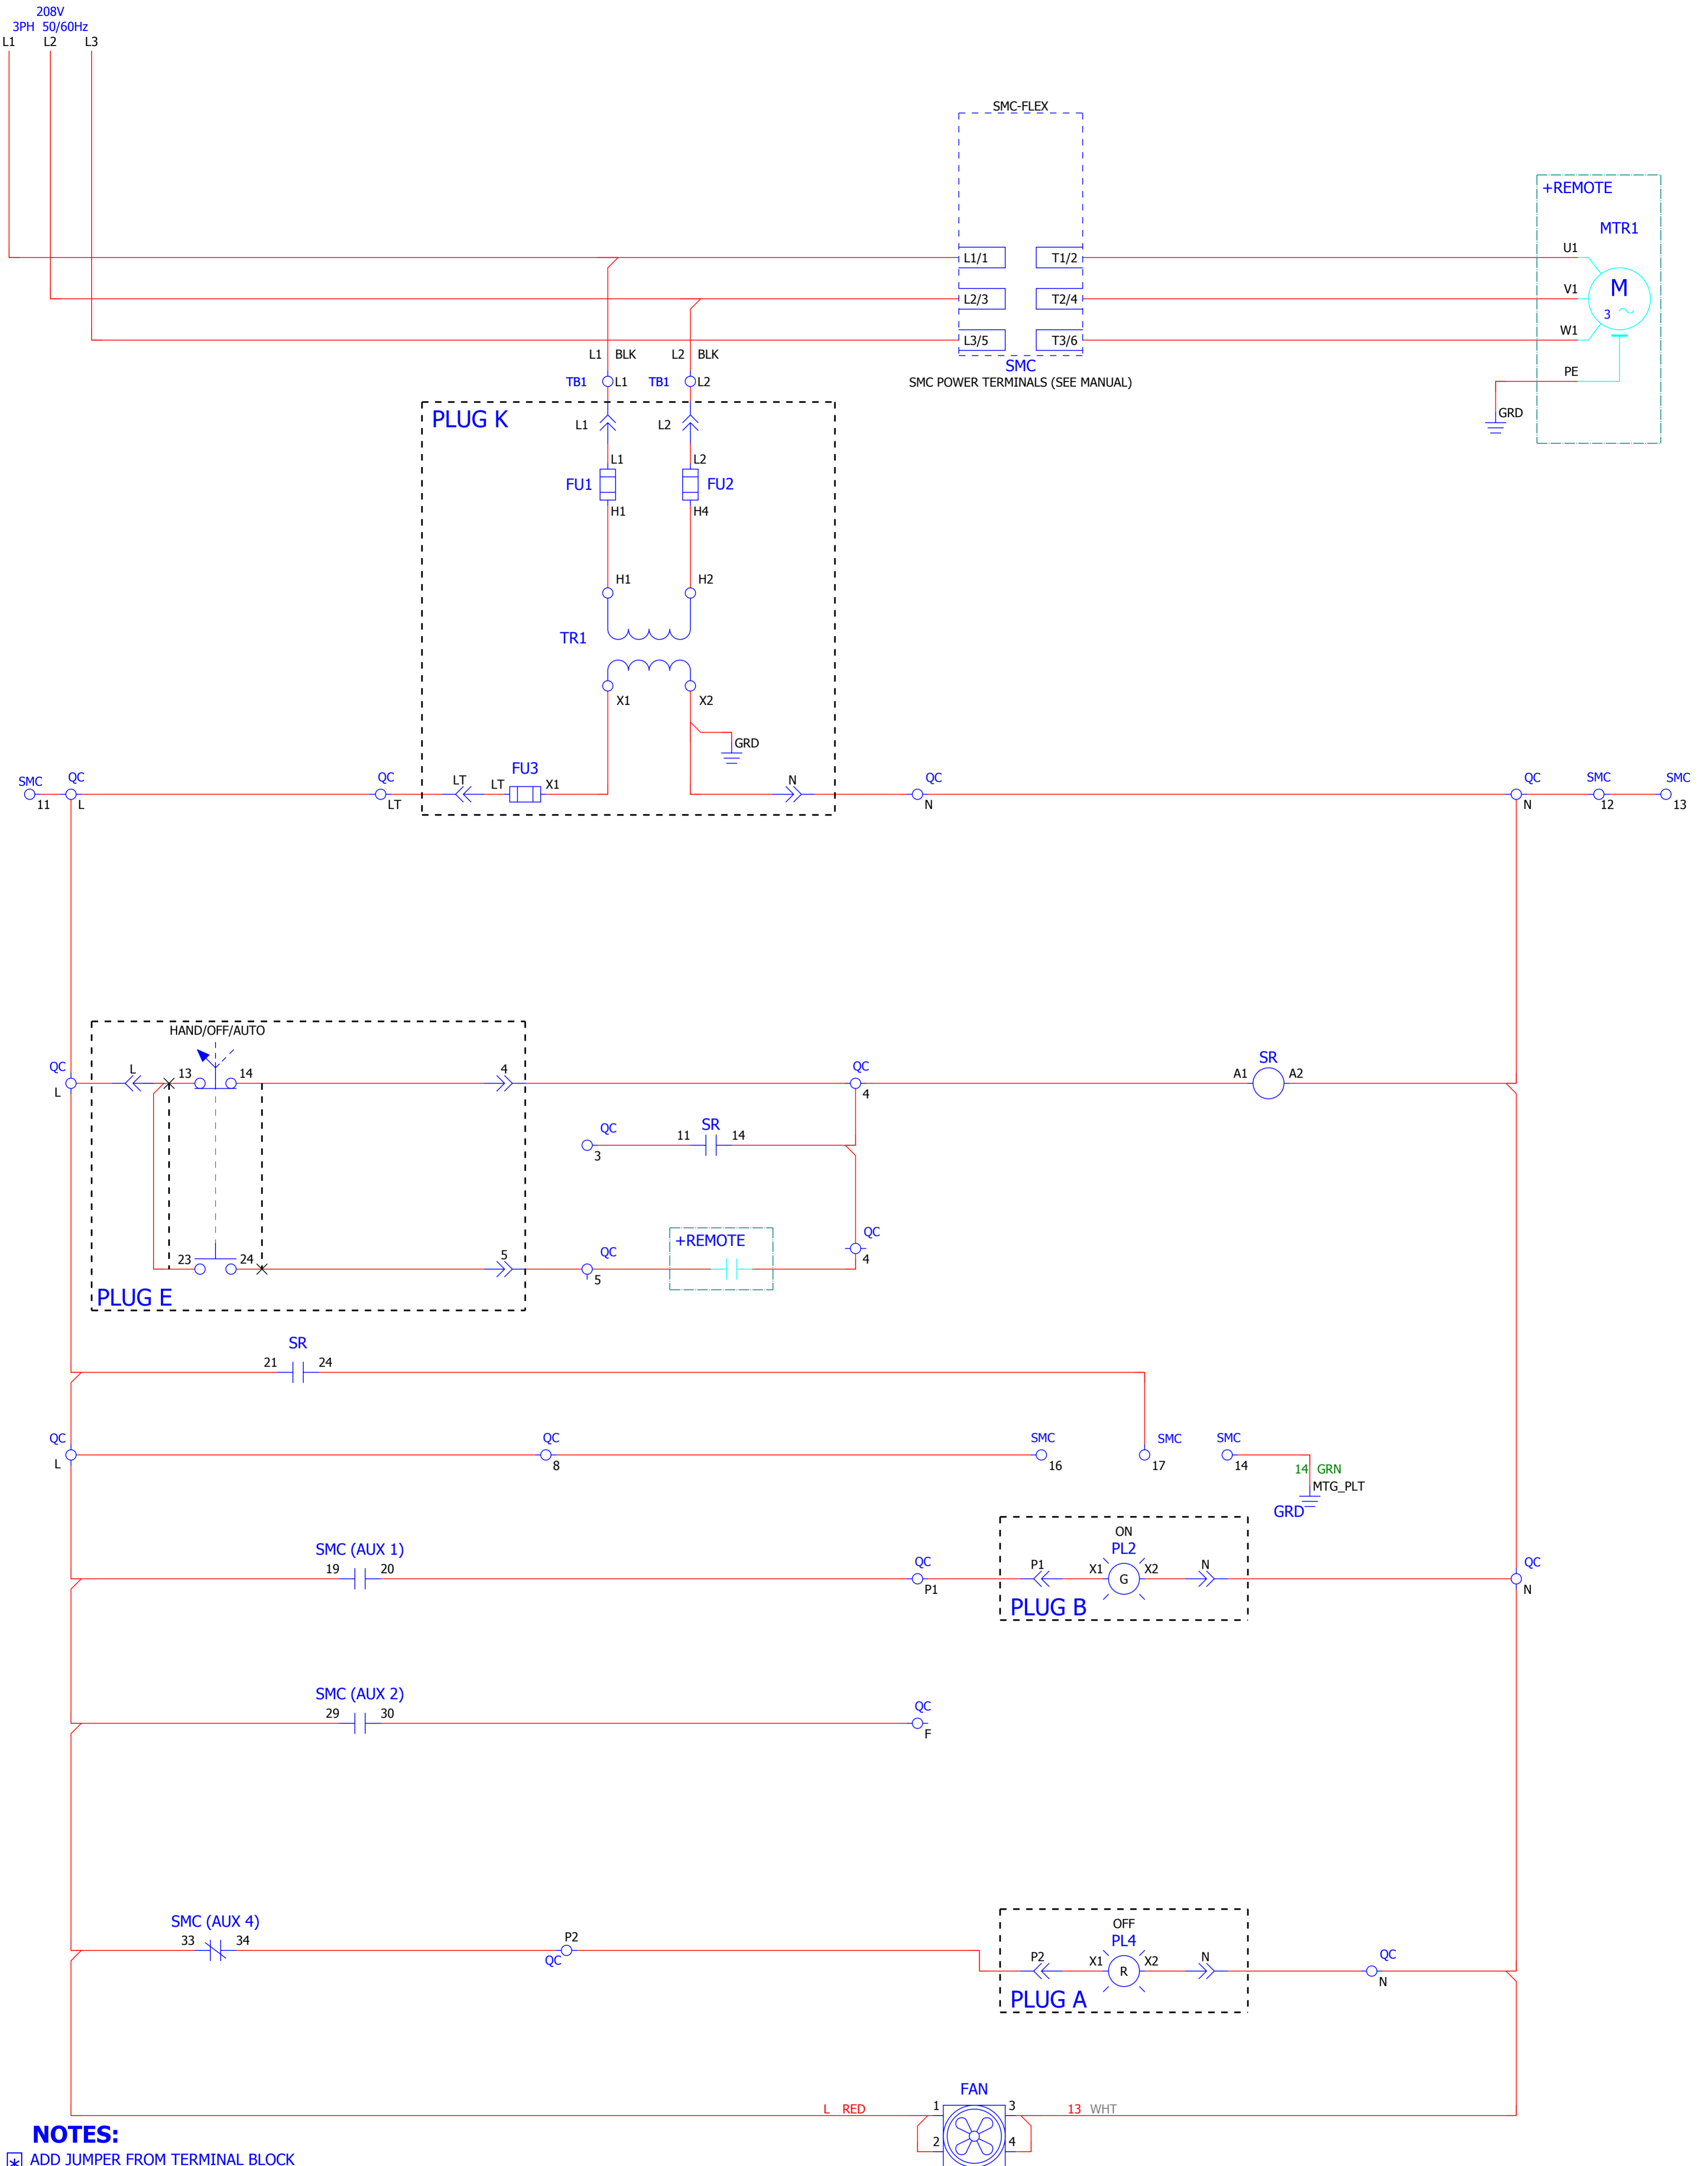 208V
3PH 50/60Hz
L1 L2 L3
SMC-FLEX
+REMOTE
MTR1
L1/1 T1/2 U1
M
3
L2/3 T2/4 V1
L3/5 T3/6 W1
SMC
SMC POWER TERMINALS (SEE MANUAL)
PE
GRD
L1 BLK L2 BLK
TB1 L1 TB1 L2
PLUG K
L1 L2
L1 L2
FU1 FU2
H1 H4
H1 H2
TR1
X1 X2
GRD
SMC QC QC LT LT FU3 X1 N QC QC SMC SMC
11 L LT N N 12 13
HAND/OFF/AUTO
QC L 13 14 4 QC A1 SR A2
L 4
QC 11 SR 14
3
+REMOTE
QC
4
23 24 5 QC
5
PLUG E
SR
21 24
QC QC SMC SMC SMC
L 8 16 17 14
14 GRN
MTG_PLT
GRD
ON
SMC (AUX 1) PL2
19 20 QC P1 X1 G X2 N QC
P1 N
PLUG B
SMC (AUX 2)
29 30 QC
F
OFF
SMC (AUX 4) PL4
33 34 P2 P2 X1 R X2 N QC
QC N
PLUG A
FAN
L RED 1 3 13 WHT
2 4
NOTES:
* ADD JUMPER FROM TERMINAL BLOCK